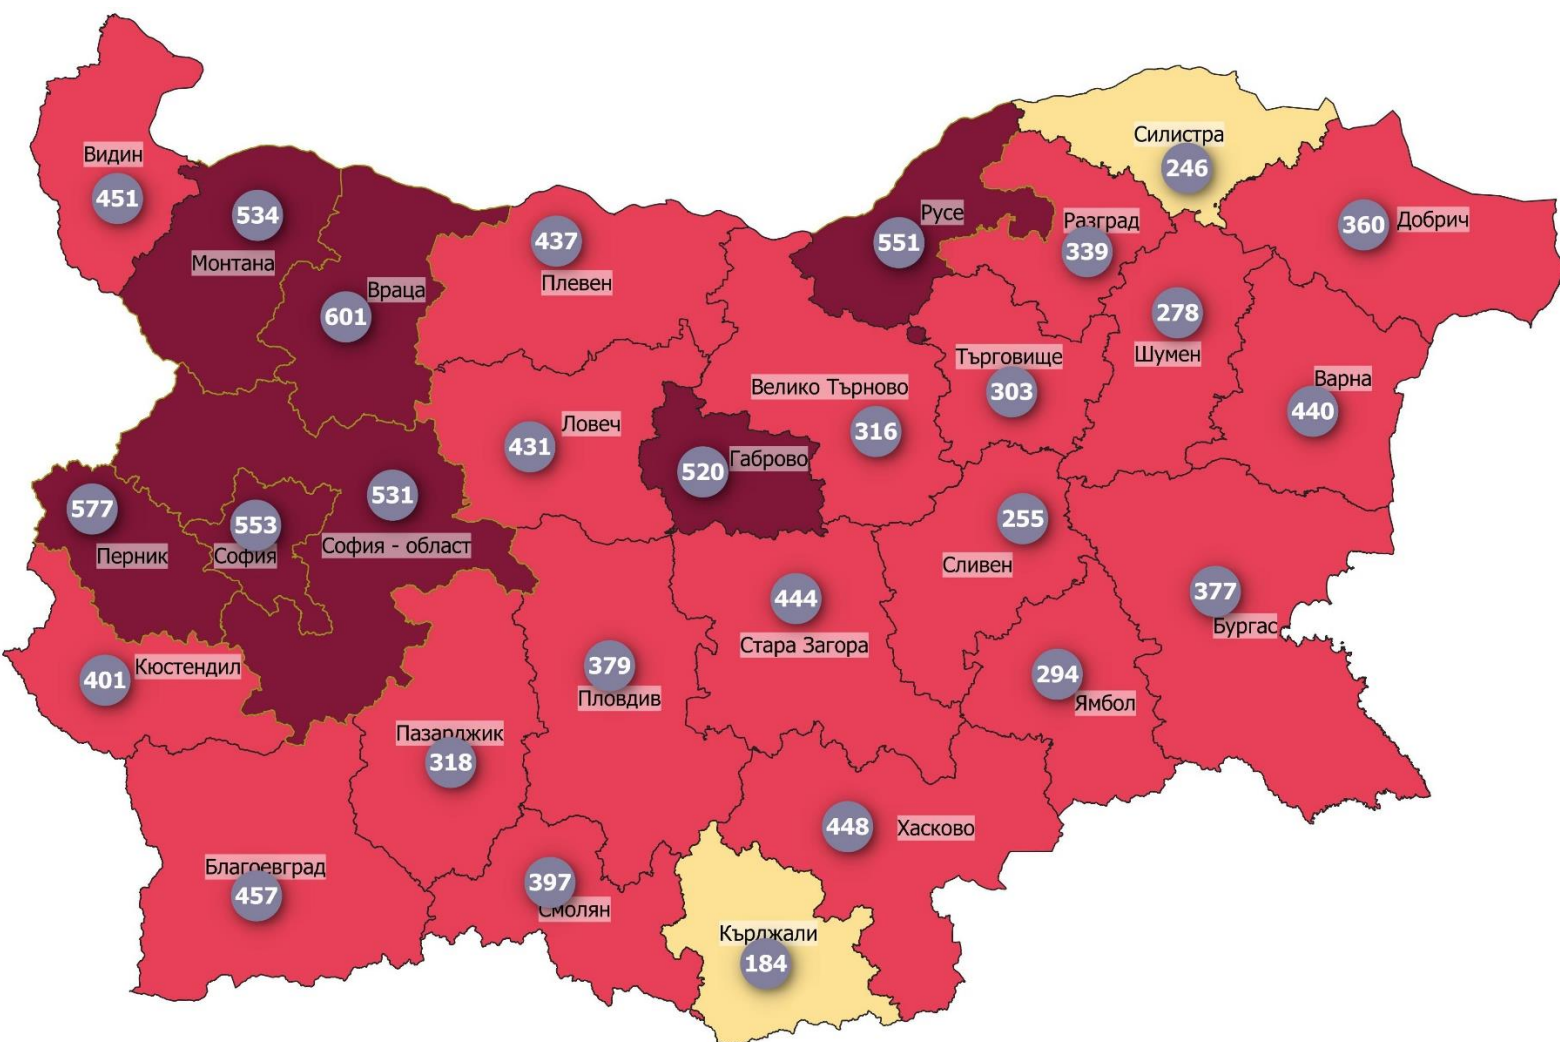 Видин
451
534
Монтана
Враца
601
437
Плевен
Русе
551
Разград
339
Силистра
246
360
Добрич
278
Шумен
Търговище
303
Варна
440
Велико Търново
316
Ловеч
431
Габрово
520
577
Перник
553
София
531
София - област
255
Сливен
444
Стара Загора
377
Бургас
401
Кюстендил
379
Пловдив
294
Ямбол
Пазарджик
318
448
Хасково
Благоевград
457
397
Смолян
Кърджали
184